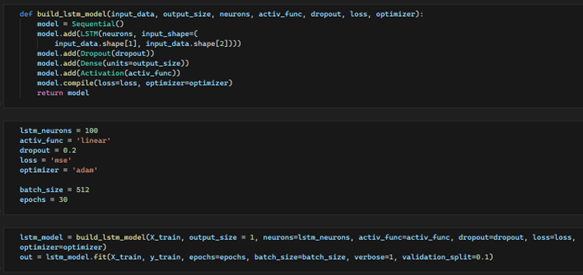 def build_lstm_model(input_data, output_size, neurons, activ_func, dropout, loss, optimizer):
    model = Sequential()
    model.add(LSTM(neurons, input_shape=(
        input_data.shape[1], input_data.shape[2])))
    model.add(Dropout(dropout))
    model.add(Dense(units=output_size))
    model.add(Activation(activ_func))
    model.compile(loss=loss, optimizer=optimizer)
    return model
lstm_neurons = 100
activ_func = 'linear'
dropout = 0.2
loss = 'mse'
optimizer = 'adam'
batch_size = 512
epochs = 30
lstm_model = build_lstm_model(X_train, output_size = 1, neurons=lstm_neurons, activ_func=activ_func, dropout=dropout, loss=loss,
optimizer=optimizer)
out = lstm_model.fit(X_train, y_train, epochs=epochs, batch_size=batch_size, verbose=1, validation_split=0.1)